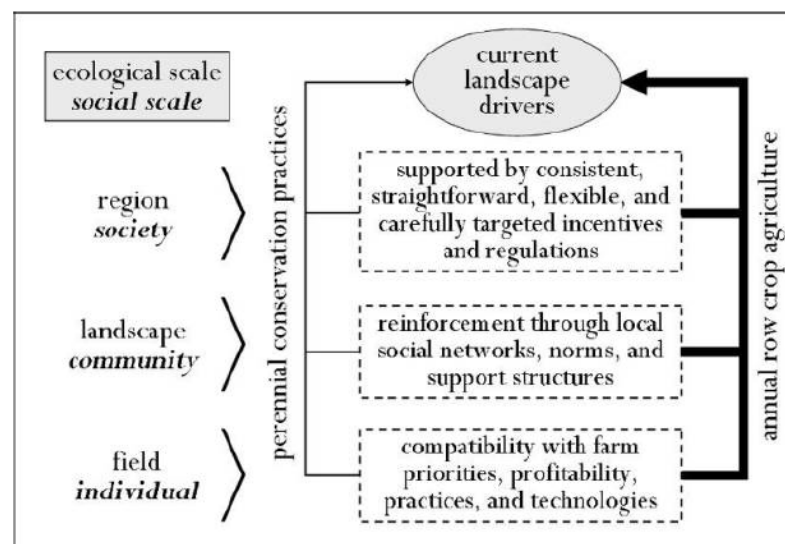 ecological scale
social scale
current
landscape
drivers
region
society
supported by consistent,
straightforward, flexible, and
carefully targeted incentives
and regulations
landscape
community
reinforcement through local
social networks, norms, and
support structures
field
individual
compatibility with farm
priorities, profitability,
practices, and technologies
perennial conservation practices
annual row crop agriculture